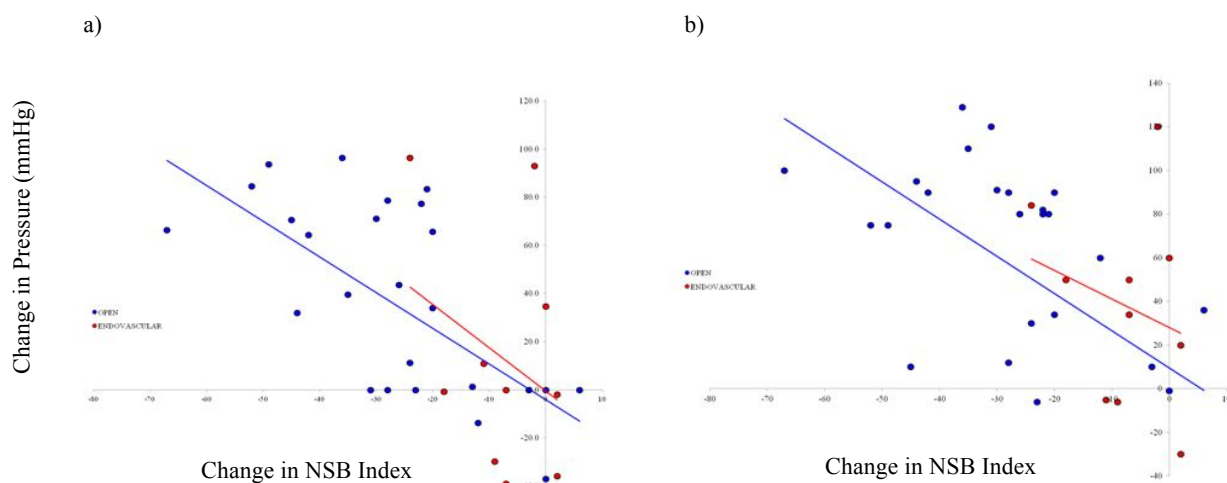 a)
b)
Change in Pressure (mmHg)
120.0
100.0
80.0
60.0
40.0
20.0
0.0
-20.0
-80 -70 -60 -50 -40 -30 -20 -10 0 10
OPEN
ENDOVASCULAR
Change in NSB Index
140
120
100
80
60
40
20
0
-20
-40
-70 -60 -50 -40 -30 -20 -10 0 10
OPEN
ENDOVASCULAR
Change in NSB Index